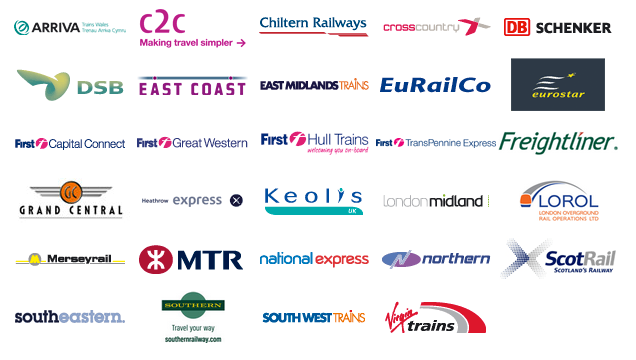 ARRIVA Trains Wales
Trenau Arriva Cymru
c2c
Making travel simpler
Chiltern Railways
crosscountry
DB SCHENKER
DSB
EAST COAST
EAST MIDLANDS TRAINS
EuRailCo
eurostar
First Capital Connect
First Great Western
First Hull Trains
welcoming you on-board
First TransPennine Express
Freightliner.
GC
GRAND CENTRAL
Heathrow express
Keolis
UK
london midland
LOROL
LONDON OVERGROUND
RAIL OPERATIONS LTD
Merseyrail
MTR
national express
northern
ScotRail
SCOTLAND'S RAILWAY
southeastern.
SOUTHERN
Travel your way
southernrailway.com
SOUTH WEST TRAINS
Virgin trains